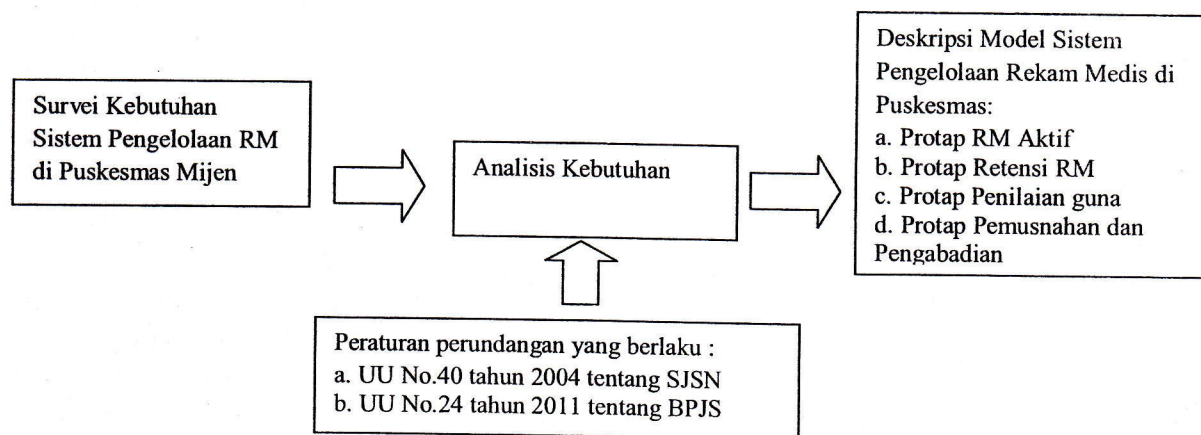 Survei Kebutuhan
Sistem Pengelolaan RM
di Puskesmas Mijen
Analisis Kebutuhan
Deskripsi Model Sistem
Pengelolaan Rekam Medis di
Puskesmas:
a. Protap RM Aktif
b. Protap Retensi RM
c. Protap Penilaian guna
d. Protap Pemusnahan dan
Pengabadian
Peraturan perundangan yang berlaku :
a. UU No.40 tahun 2004 tentang SJSN
b. UU No.24 tahun 2011 tentang BPJS